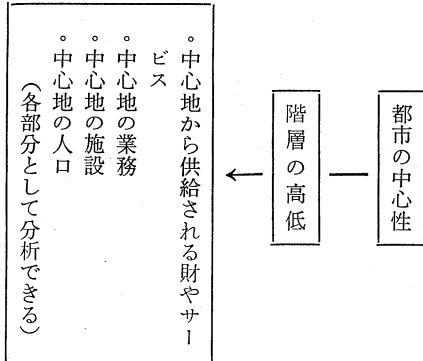 都市の中心性
階層の高低
。中心地から供給される財やサー
ビス
。中心地の業務
。中心地の施設
。中心地の人口
(各部分として分析できる)